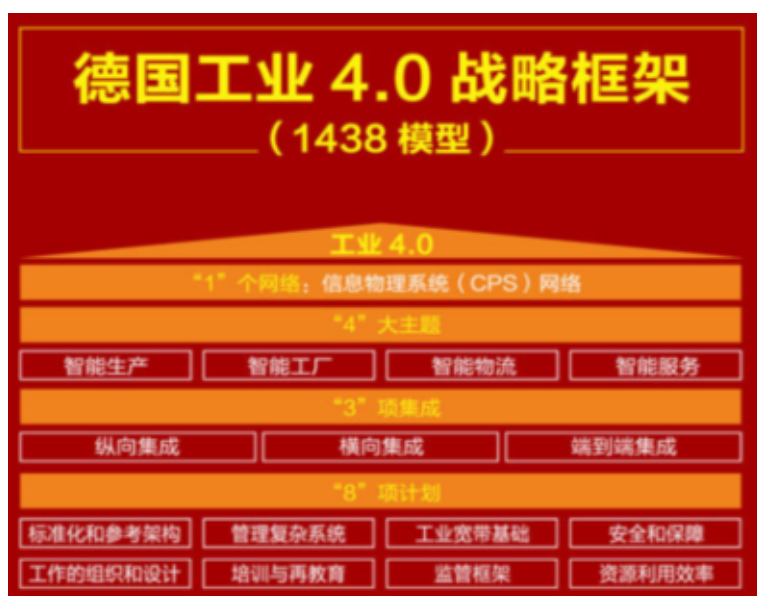 德国工业 4.0 战略框架
（1438 模型）
工业 4.0
“1”个网络：信息物理系统（CPS）网络
“4”大主题
智能生产 智能工厂 智能物流 智能服务
“3”项集成
纵向集成 横向集成 端到端集成
“8”项计划
标准化和参考架构 管理复杂系统 工业宽带基础 安全和保障
工作的组织和设计 培训与再教育 监管框架 资源利用效率